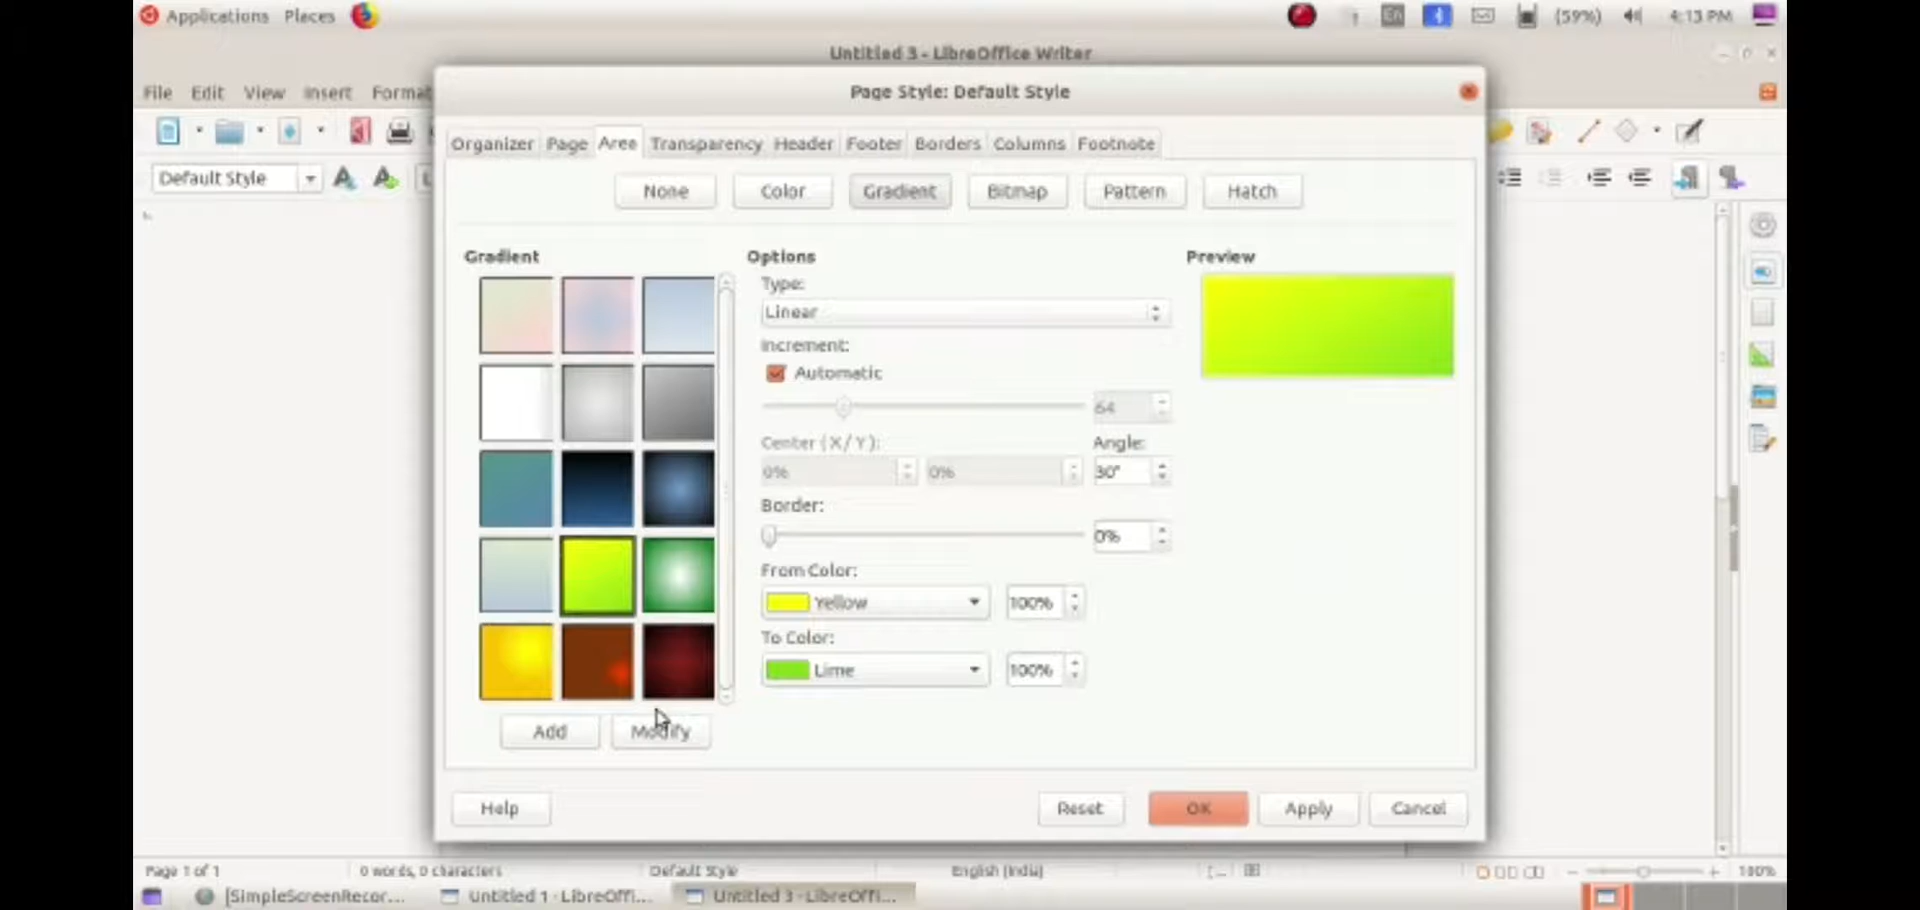 Applications Places En (59%) 4:13 PM
Untitled 3 - LibreOffice Writer
File Edit View Insert Format
Page Style: Default Style
Organizer Page Area Transparency Header Footer Borders Columns Footnote
Default Style
None Color Gradient Bitmap Pattern Hatch
Gradient Options Preview
Type:
Linear
Increment:
Automatic
64
Center (X/Y): Angle:
0% 0% 30°
Border:
0%
From Color:
Yellow 100%
To Color:
Lime 100%
Add Modify
Help Reset OK Apply Cancel
Page 1 of 1 0 words, 0 characters Default Style English (India) 100%
[SimpleScreenRecor... Untitled 1 - LibreOffi... Untitled 3 - LibreOffi...